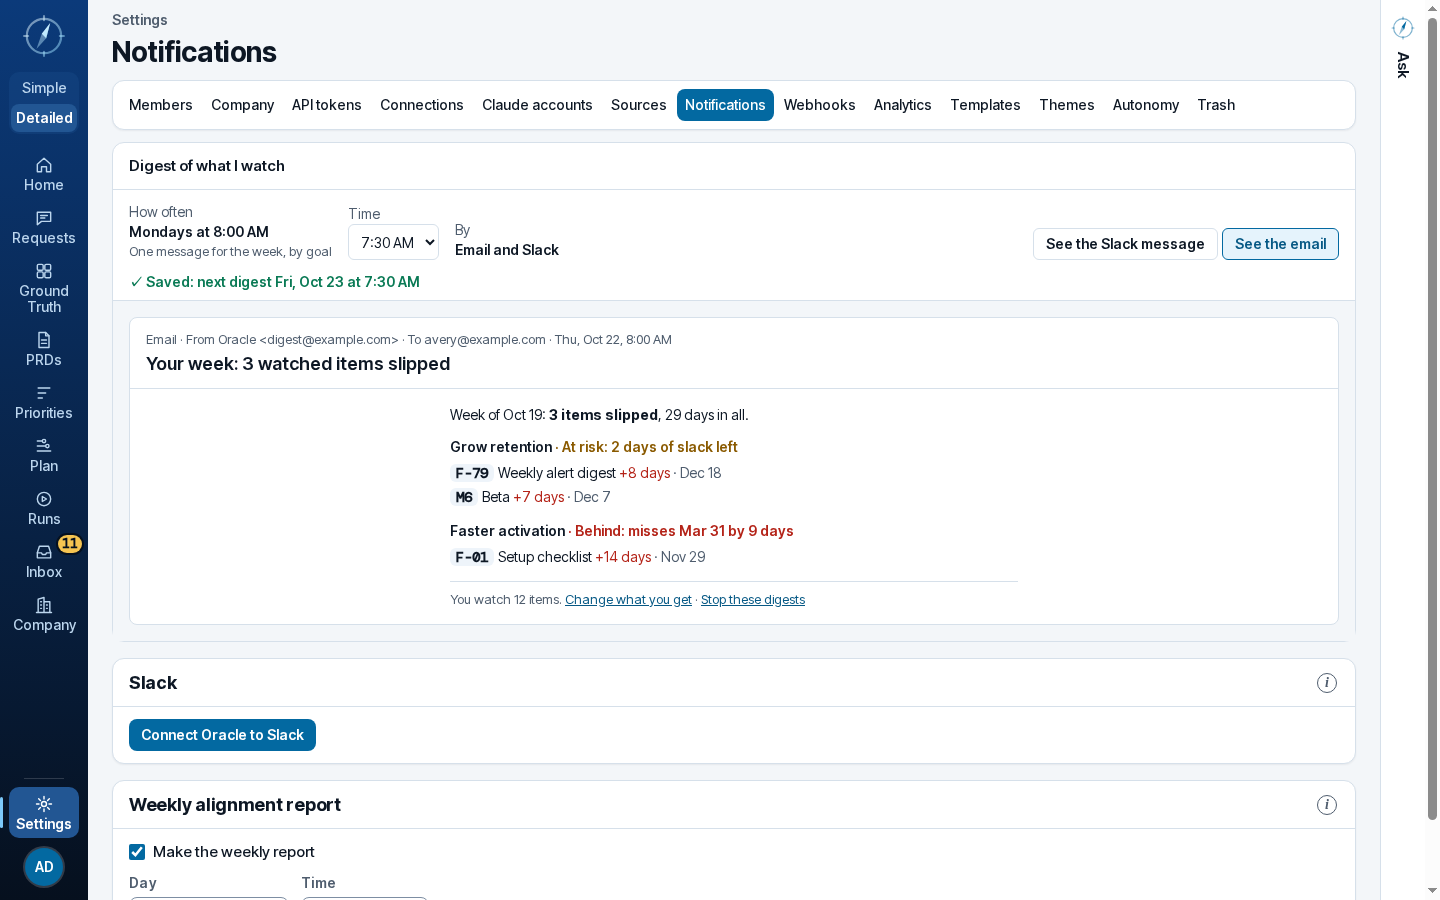 Settings
Notifications
Simple
Detailed
Home
Requests
Ground
Truth
PRDs
Priorities
Plan
Runs
11
Inbox
Company
Settings
AD
Members Company API tokens Connections Claude accounts Sources Notifications Webhooks Analytics Templates Themes Autonomy Trash
Digest of what I watch
How often
Mondays at 8:00 AM
One message for the week, by goal
Time
7:30 AM
By
Email and Slack
See the Slack message
See the email
✓ Saved: next digest Fri, Oct 23 at 7:30 AM
Email · From Oracle <digest@example.com> · To avery@example.com · Thu, Oct 22, 8:00 AM
Your week: 3 watched items slipped
Week of Oct 19: 3 items slipped, 29 days in all.
Grow retention · At risk: 2 days of slack left
F-79 Weekly alert digest +8 days · Dec 18
M6 Beta +7 days · Dec 7
Faster activation · Behind: misses Mar 31 by 9 days
F-01 Setup checklist +14 days · Nov 29
You watch 12 items. Change what you get · Stop these digests
Slack
i
Connect Oracle to Slack
Weekly alignment report
i
Make the weekly report
Day
Time
Ask